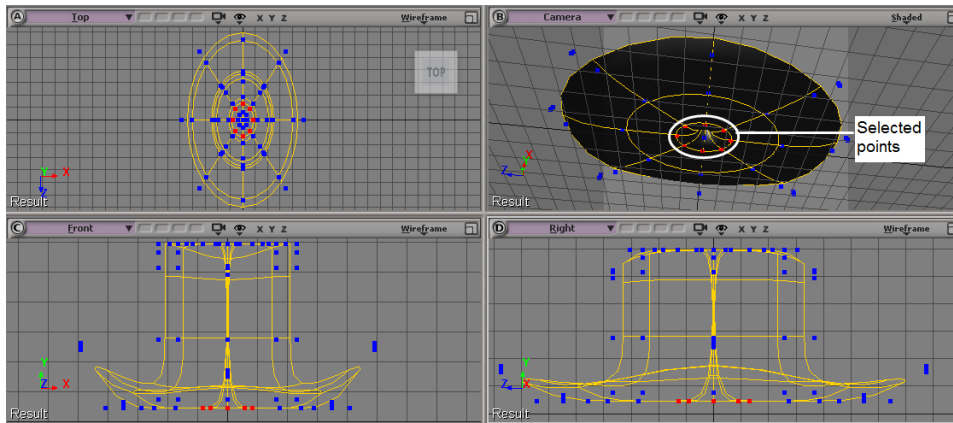 A Top X Y Z Wireframe
TOP
Y X
Z
Result
B Camera X Y Z Shaded
Selected
points
X
Z Y
Result
C Front X Y Z Wireframe
Y
Z X
Result
D Right X Y Z Wireframe
Y
Z X
Result